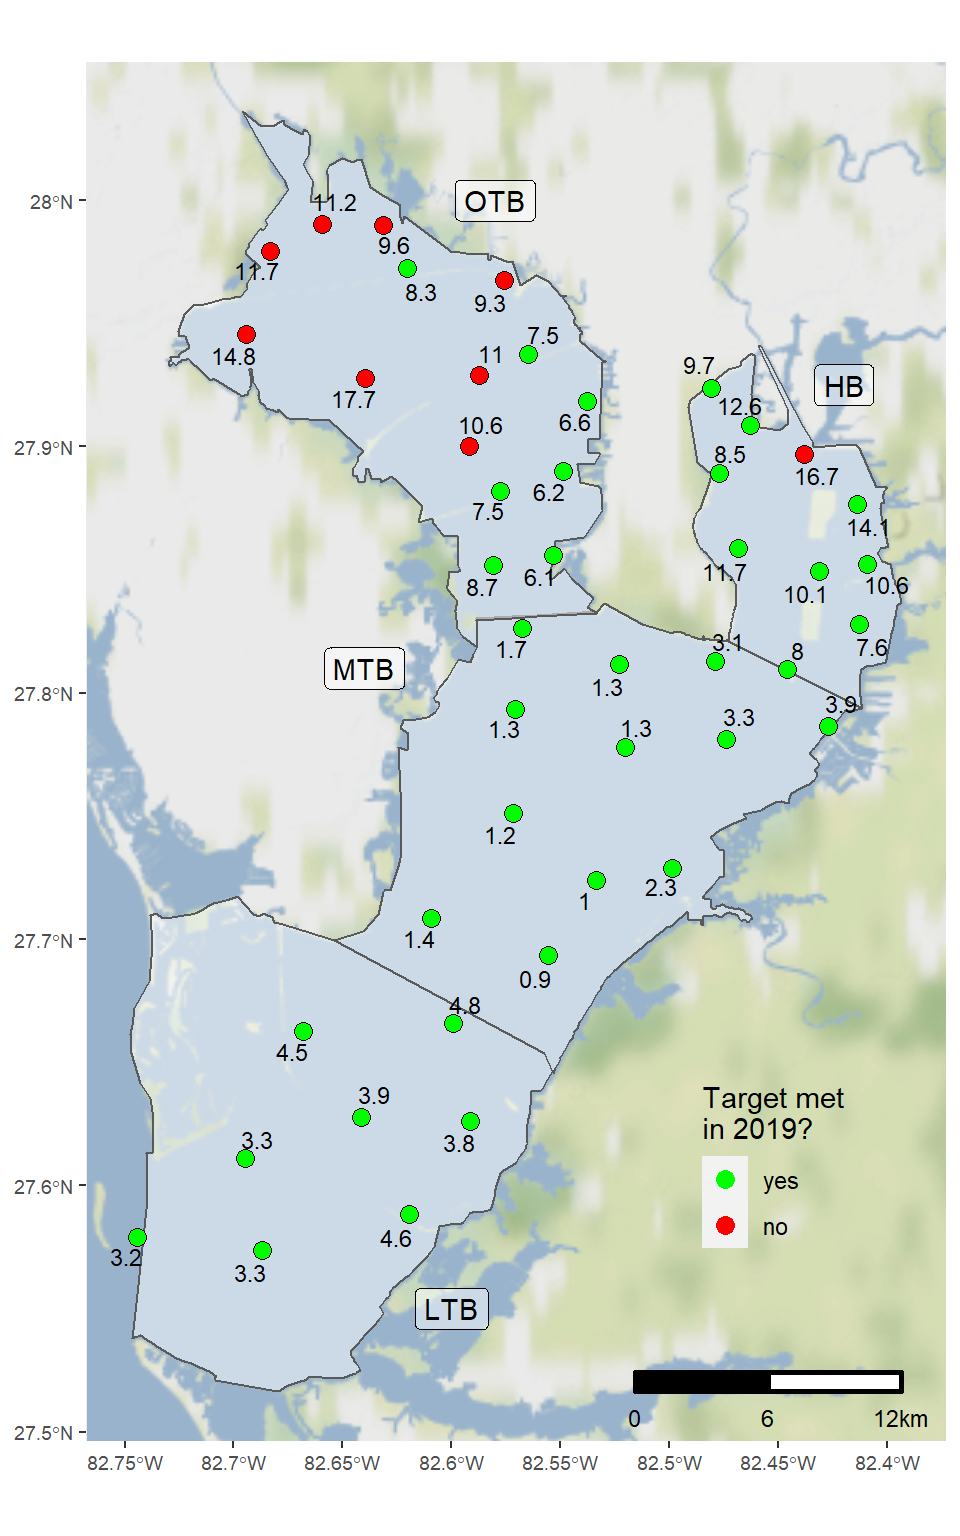 28°N
27.9°N
27.8°N
27.7°N
27.6°N
27.5°N
OTB
11.2
9.6
11.7
8.3
9.3
7.5
14.8
11
17.7
10.6
6.6
6.2
7.5
8.7
6.1
HB
9.7
12.6
8.5
16.7
14.1
11.7
10.1
10.6
7.6
8
MTB
1.7
3.1
1.3
1.3
1.3
3.3
3.9
1.2
1
2.3
1.4
0.9
4.8
4.5
3.9
3.8
3.3
4.6
3.2
3.3
LTB
Target met
in 2019?
yes
no
0 6 12km
82.75°W 82.7°W 82.65°W 82.6°W 82.55°W 82.5°W 82.45°W 82.4°W